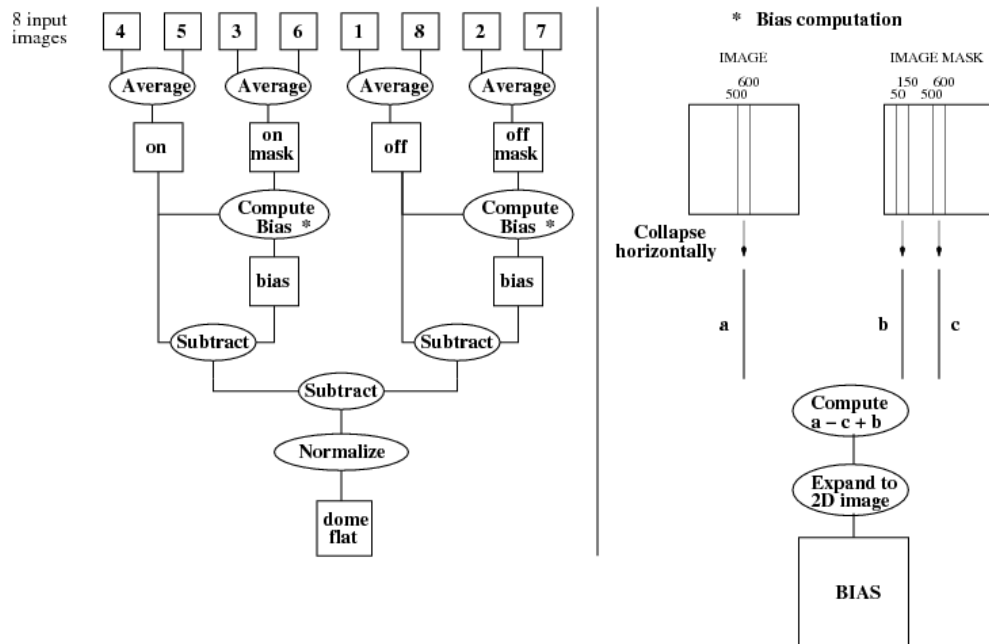 8 input
images
4 5 3 6 1 8 2 7
Average Average Average Average
on
on
mask
off
off
mask
Compute
Bias *
Compute
Bias *
bias
bias
Subtract
Subtract
Subtract
Normalize
dome
flat
* Bias computation
IMAGE
IMAGE MASK
600
500
150 600
50 500
Collapse
horizontally
a b c
Compute
a – c + b
Expand to
2D image
BIAS